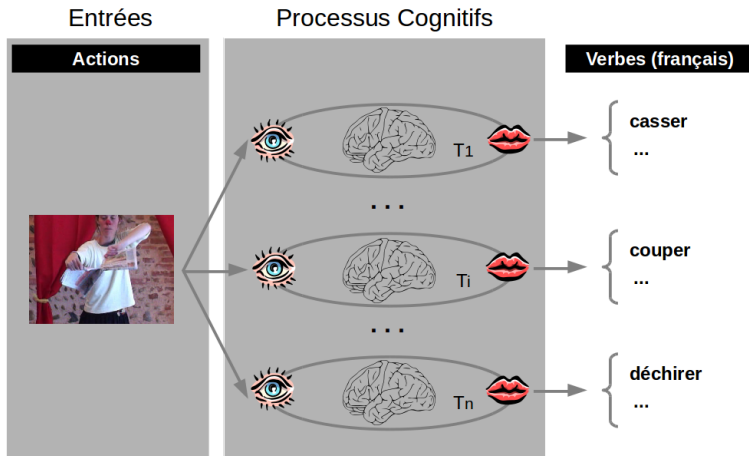 Entrées
Processus Cognitifs
Actions
Verbes (français)
T1
casser
...
...
Ti
couper
...
...
Tn
déchirer
...